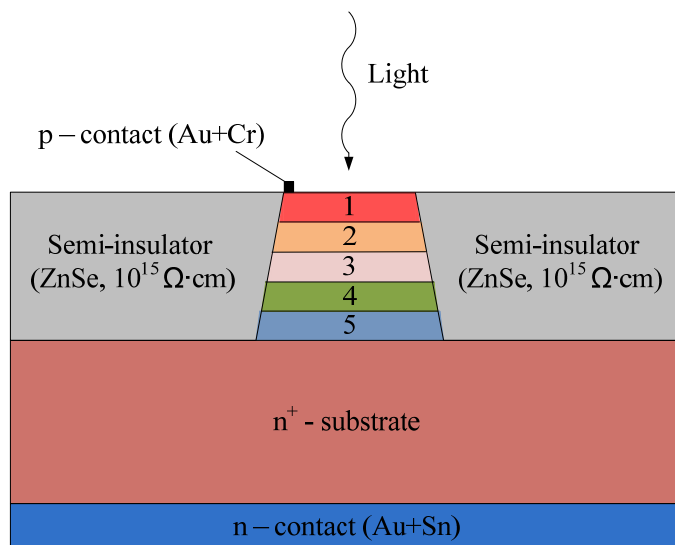 Light
p – contact (Au+Cr)
1
2
3
4
5
Semi-insulator
(ZnSe, 10¹⁵ Ω·cm)
Semi-insulator
(ZnSe, 10¹⁵ Ω·cm)
n⁺ - substrate
n – contact (Au+Sn)